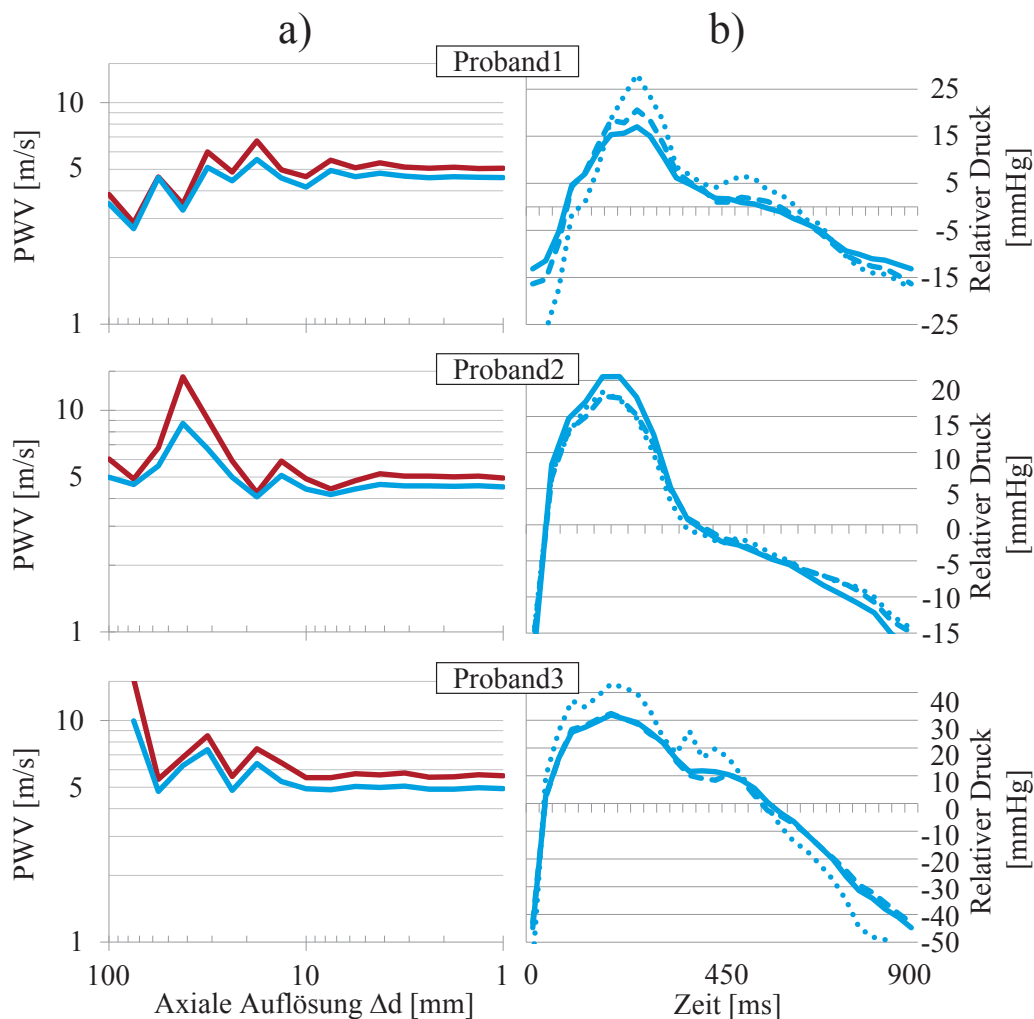 a)
b)
Proband1
PWV [m/s]
10
5
1
25
15
5
-5
-15
-25
Relativer Druck
[mmHg]
Proband2
PWV [m/s]
10
5
1
20
15
10
5
0
-5
-10
-15
Relativer Druck
[mmHg]
Proband3
PWV [m/s]
10
5
1
40
30
20
10
0
-10
-20
-30
-40
-50
Relativer Druck
[mmHg]
100
10
1
Axiale Auflösung Δd [mm]
0
450
900
Zeit [ms]